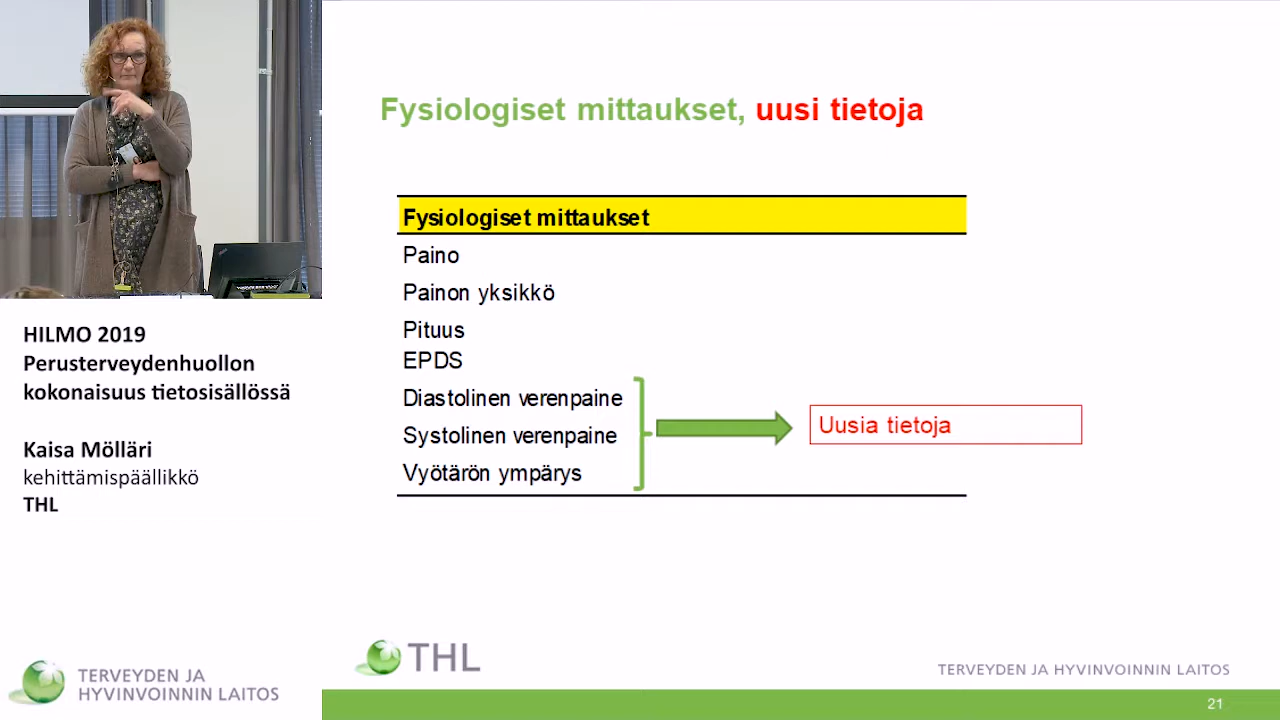 HILMO 2019
Perusterveydenhuollon
kokonaisuus tietosisällössä
Kaisa Mölläri
kehittämispäällikkö
THL
TERVEYDEN JA
HYVINVOINNIN LAITOS
Fysiologiset mittaukset, uusi tietoja
Fysiologiset mittaukset
Paino
Painon yksikkö
Pituus
EPDS
Diastolinen verenpaine
Systolinen verenpaine
Vyötärön ympärys
Uusia tietoja
THL
TERVEYDEN JA HYVINVOINNIN LAITOS
21